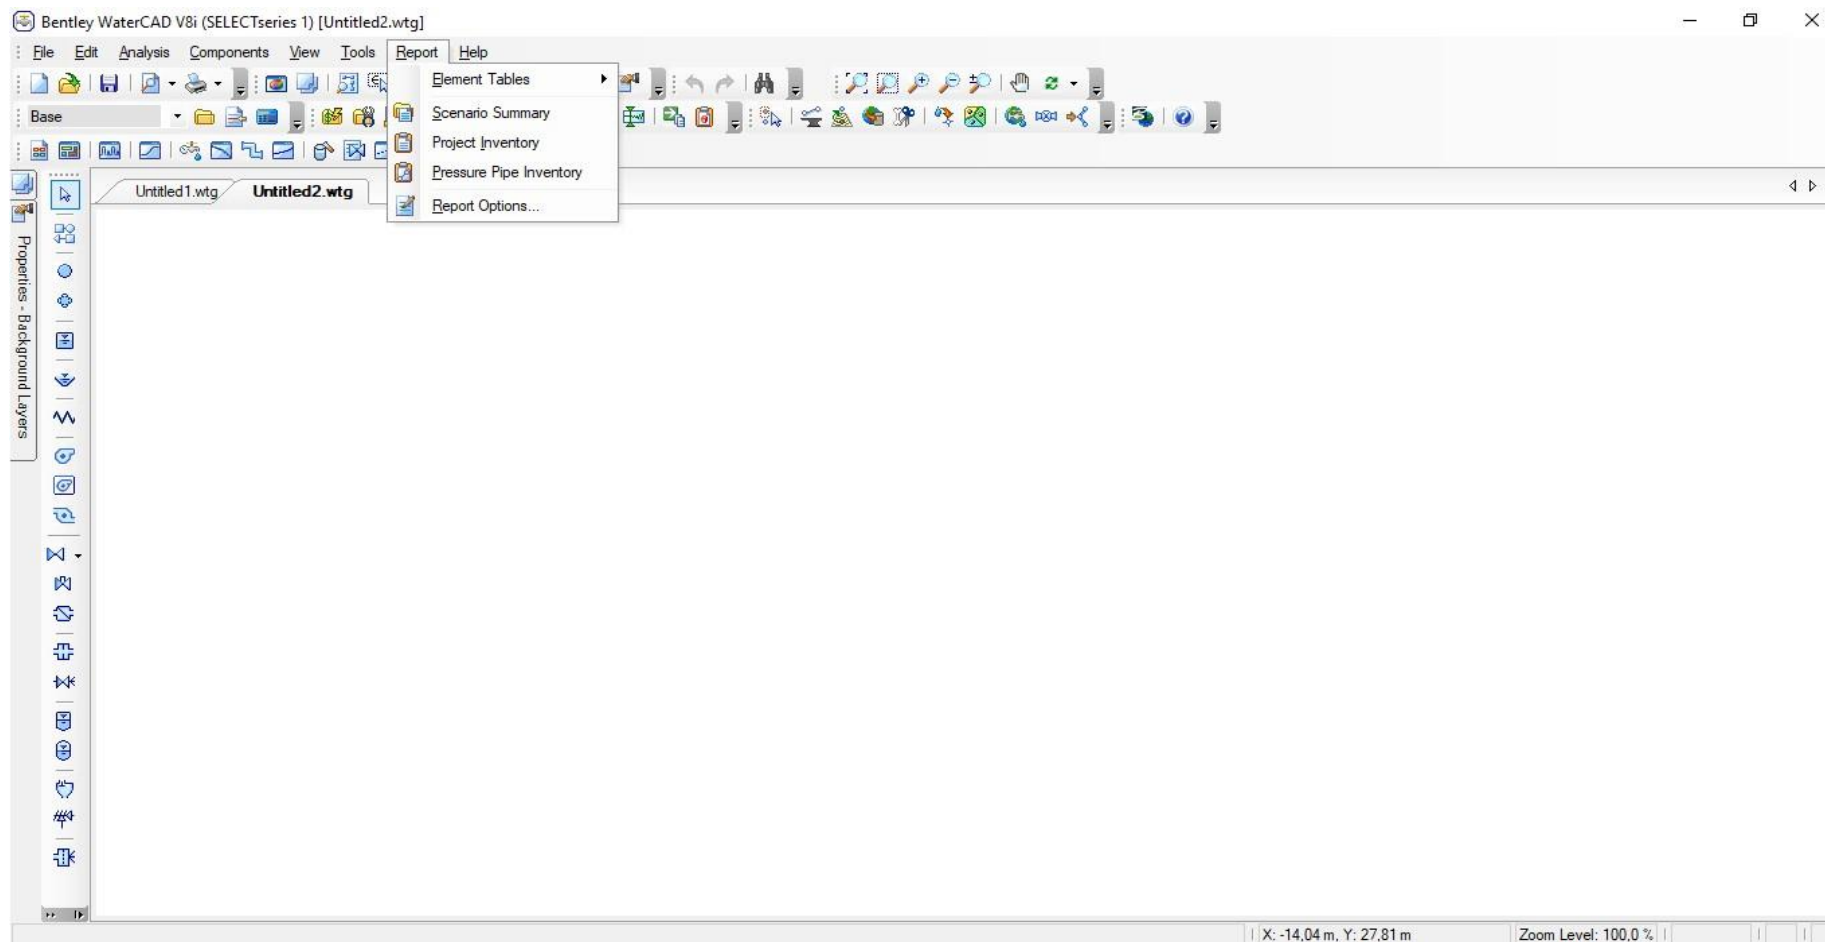 Bentley WaterCAD V8i (SELECTseries 1) [Untitled2.wtg]
File Edit Analysis Components View Tools Report Help
Element Tables
Base
Scenario Summary
Project Inventory
Pressure Pipe Inventory
Untitled1.wtg Untitled2.wtg
Report Options...
Properties - Background Layers
X: -14,04 m, Y: 27,81 m Zoom Level: 100,0 %